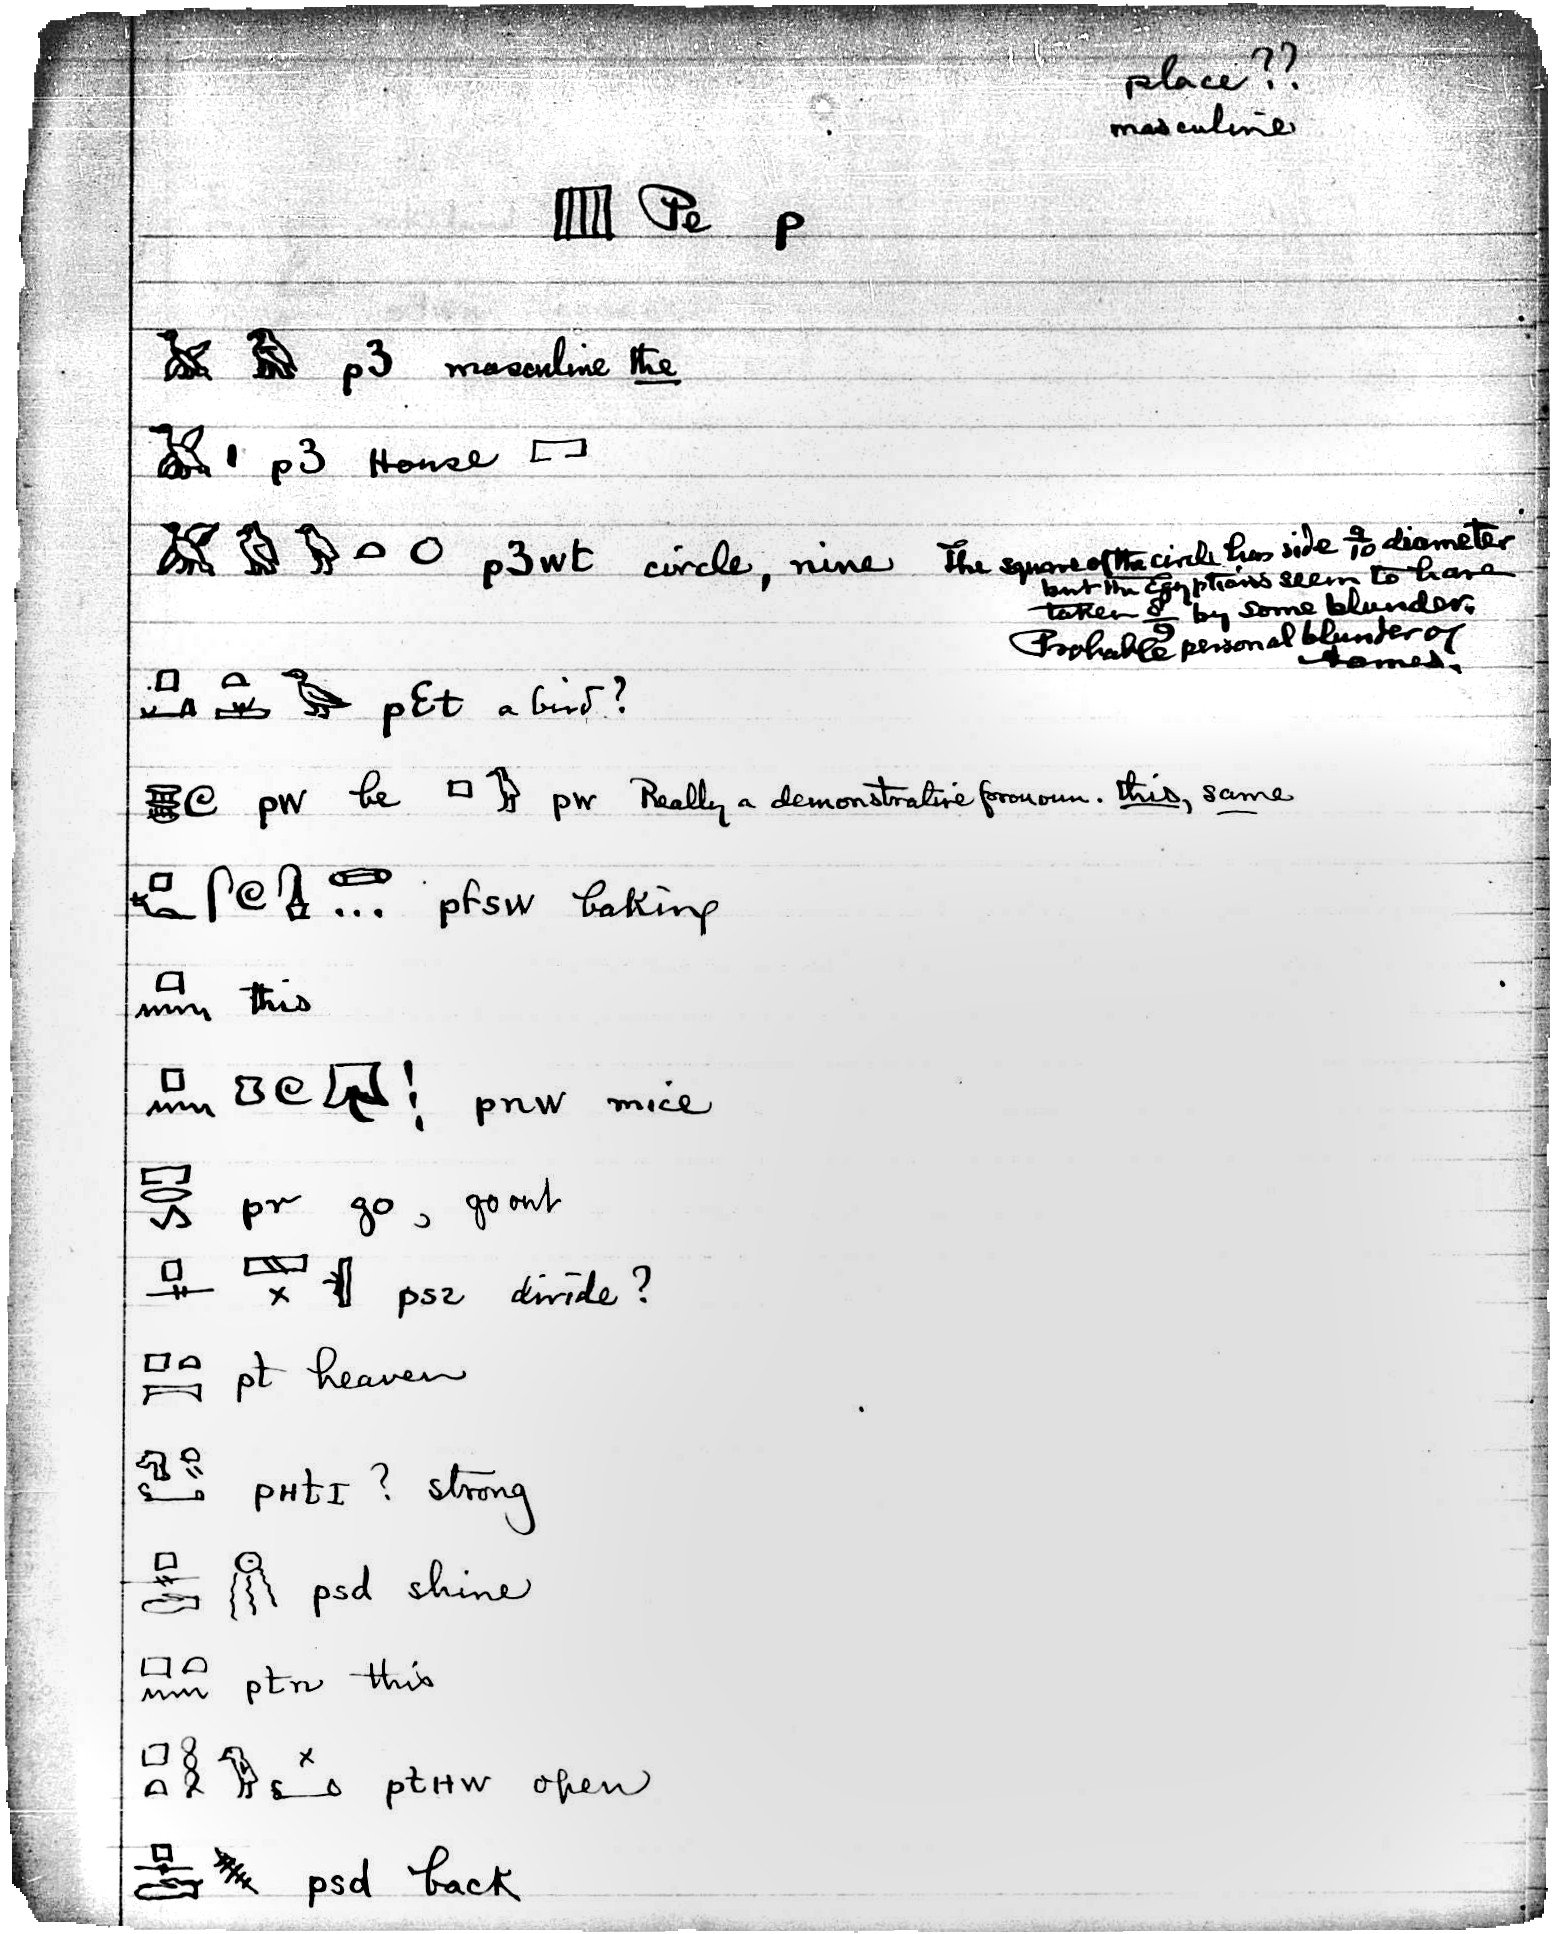 place??
masculine
Pe p
p3 masculine the
p3 House
p3wt circle, nine The square of the circle has side 9/10 diameter
but the Egyptians seem to have
taken 8/9 by some blunder.
Probable personal blunder of
pƐt a bird?
pw he pw Really a demonstrative pronoun. this, same
pfsw baking
this
pnw mice
pr go, go out
psz divide?
pt heaven
pHtI? strong
psd shine
ptn this
ptHw open
psd back